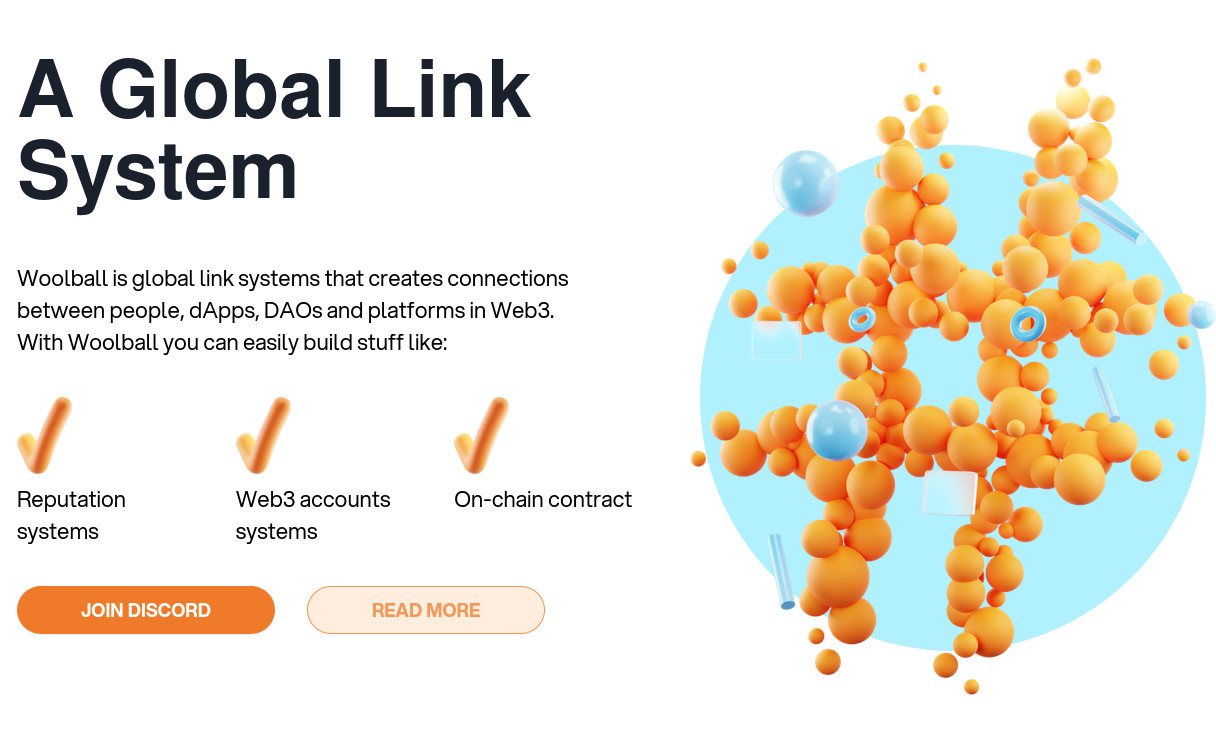 A Global Link
System
Woolball is global link systems that creates connections
between people, dApps, DAOs and platforms in Web3.
With Woolball you can easily build stuff like:
Reputation
systems
Web3 accounts
systems
On-chain contract
JOIN DISCORD
READ MORE